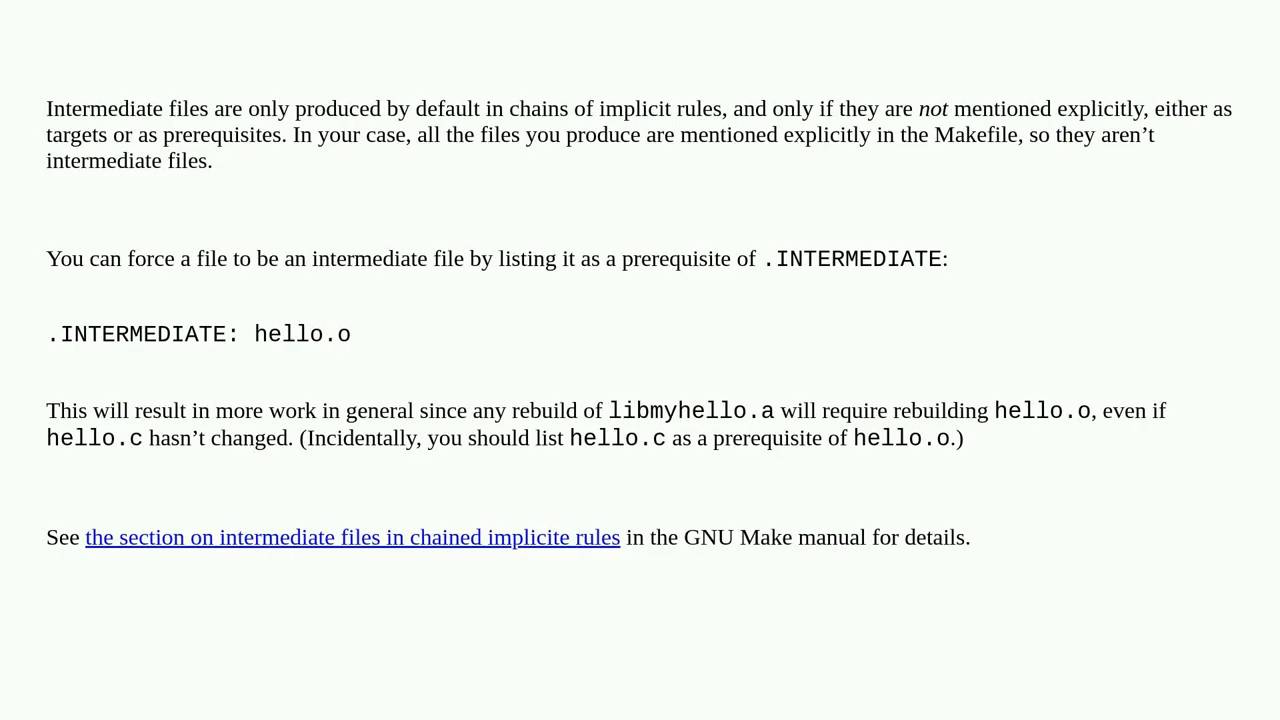 Intermediate files are only produced by default in chains of implicit rules, and only if they are not mentioned explicitly, either as
targets or as prerequisites. In your case, all the files you produce are mentioned explicitly in the Makefile, so they aren’t
intermediate files.
You can force a file to be an intermediate file by listing it as a prerequisite of .INTERMEDIATE:
.INTERMEDIATE: hello.o
This will result in more work in general since any rebuild of libmyhello.a will require rebuilding hello.o, even if
hello.c hasn’t changed. (Incidentally, you should list hello.c as a prerequisite of hello.o.)
See the section on intermediate files in chained implicite rules in the GNU Make manual for details.